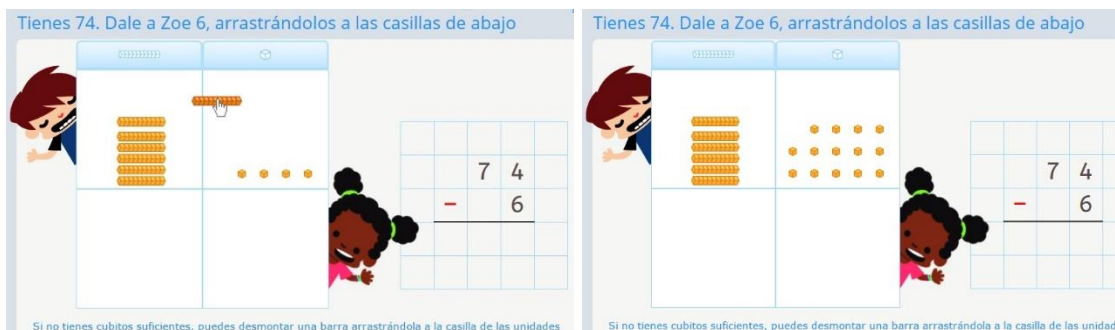 Tienes 74. Dale a Zoe 6, arrastrándolos a las casillas de abajo
7 4
- 6
Si no tienes cubitos suficientes, puedes desmontar una barra arrastrándola a la casilla de las unidades
Tienes 74. Dale a Zoe 6, arrastrándolos a las casillas de abajo
7 4
- 6
Si no tienes cubitos suficientes, puedes desmontar una barra arrastrándola a la casilla de las unidades